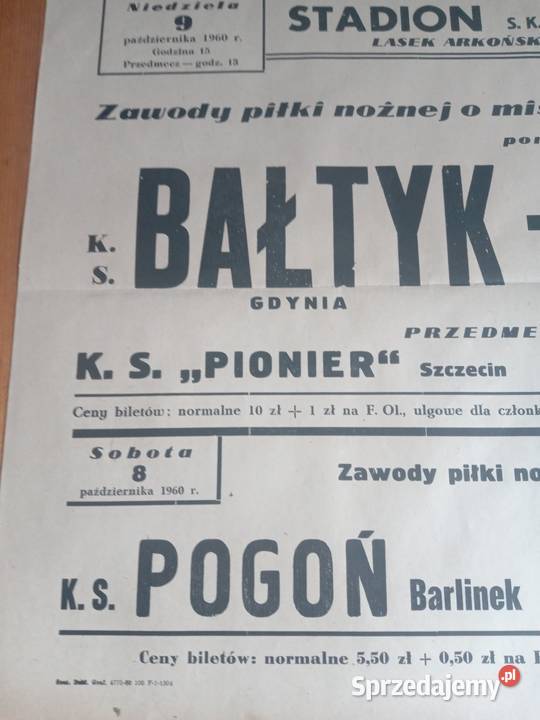 Niedziela
9
października 1960 r.
Godzina 15
Przedmecz — godz. 13
STADION S. K.
LASEK ARKOŃSK
Zawody piłki nożnej o mis
pom
K. S. BAŁTYK -
GDYNIA
PRZEDME
K. S. „PIONIER“ Szczecin
Ceny biletów: normalne 10 zł + 1 zł na F. Ol., ulgowe dla członk
Sobota
8
października 1960 r.
Zawody piłki no
K. S. POGOŃ Barlinek
Ceny biletów: normalne 5,50 zł + 0,50 zł na F
Sprzedajemy.pl